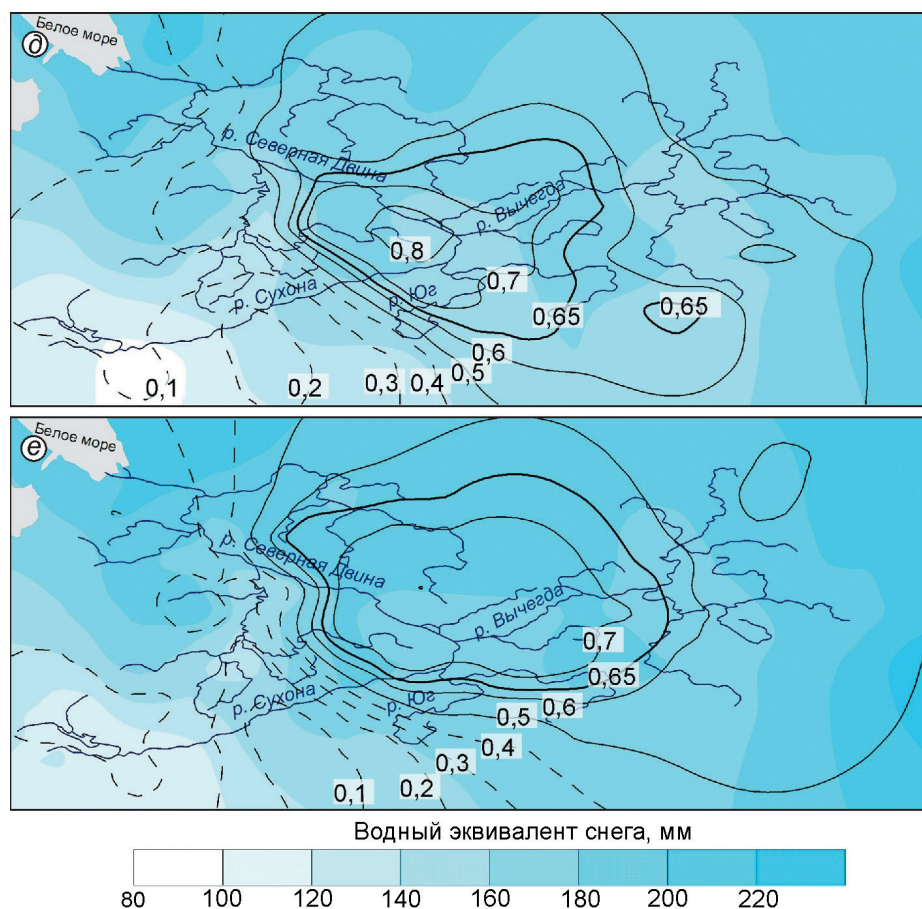 Белое море
д
р. Северная Двина
р. Вычегда
0,8
р. Сухона
р. Юг
0,7
0,65
0,65
0,6
0,5
0,4
0,3
0,2
0,1
Белое море
е
р. Северная Двина
р. Вычегда
0,7
0,65
р. Сухона
р. Юг
0,6
0,5
0,4
0,3
0,2
0,1
Водный эквивалент снега, мм
80 100 120 140 160 180 200 220